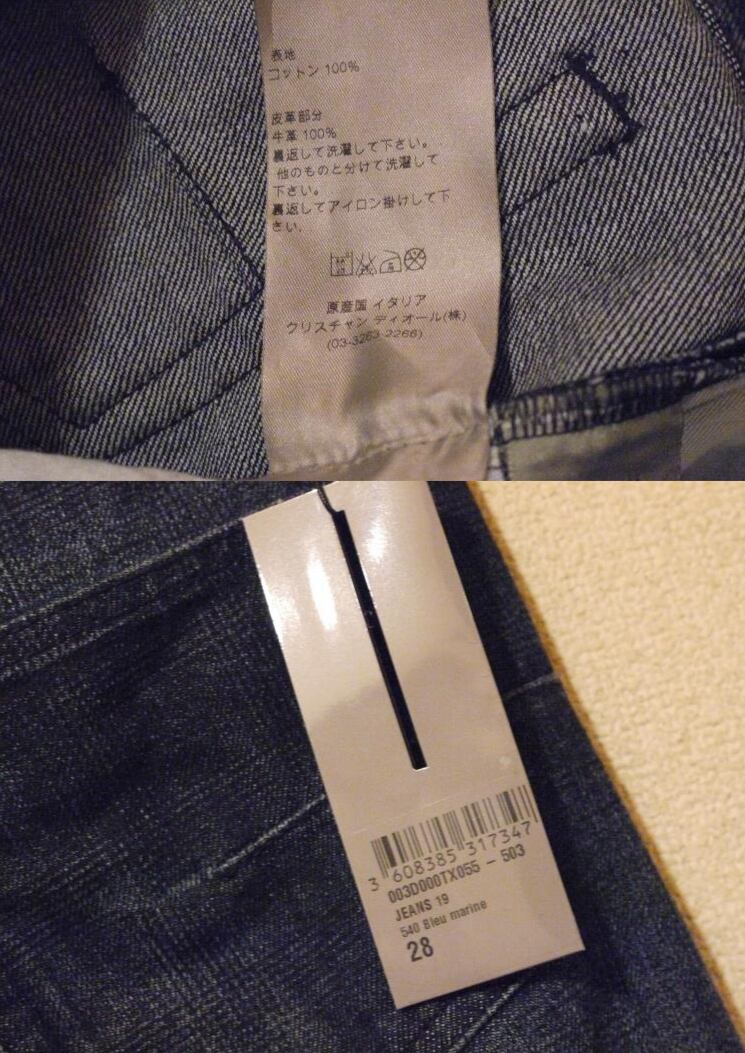 表地
コットン 100%
皮革部分
牛革 100%
裏返して洗濯して下さい。
他のものと分けて洗濯して
下さい。
裏返してアイロン掛けして下
さい.
原産国 イタリア
クリスチャン ディオール(株)
(03-3263-2266)
3 608385 317347
003D000TX055 - 503
JEANS 19
540 Bleu marine
28